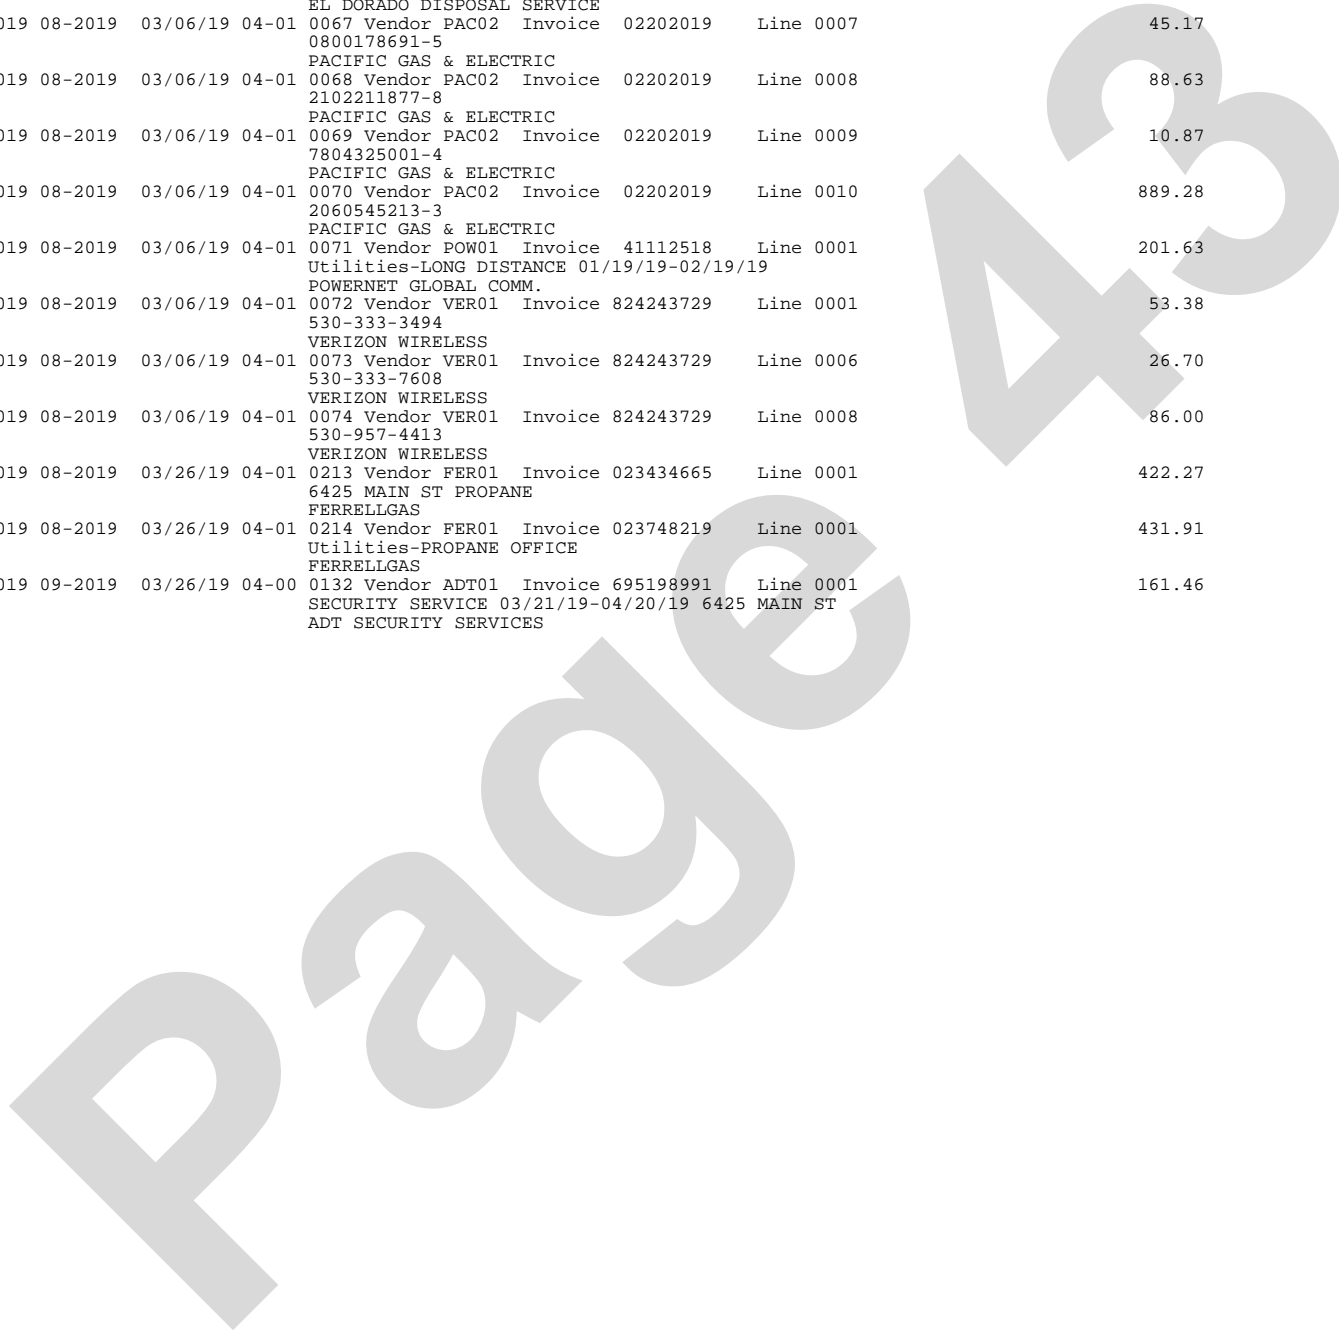 EL DORADO DISPOSAL SERVICE
019 08-2019 03/06/19 04-01 0067 Vendor PAC02 Invoice 02202019 Line 0007 45.17
0800178691-5
PACIFIC GAS & ELECTRIC
019 08-2019 03/06/19 04-01 0068 Vendor PAC02 Invoice 02202019 Line 0008 88.63
2102211877-8
PACIFIC GAS & ELECTRIC
019 08-2019 03/06/19 04-01 0069 Vendor PAC02 Invoice 02202019 Line 0009 10.87
7804325001-4
PACIFIC GAS & ELECTRIC
019 08-2019 03/06/19 04-01 0070 Vendor PAC02 Invoice 02202019 Line 0010 889.28
2060545213-3
PACIFIC GAS & ELECTRIC
019 08-2019 03/06/19 04-01 0071 Vendor POW01 Invoice 41112518 Line 0001 201.63
Utilities-LONG DISTANCE 01/19/19-02/19/19
POWERNET GLOBAL COMM.
019 08-2019 03/06/19 04-01 0072 Vendor VER01 Invoice 824243729 Line 0001 53.38
530-333-3494
VERIZON WIRELESS
019 08-2019 03/06/19 04-01 0073 Vendor VER01 Invoice 824243729 Line 0006 26.70
530-333-7608
VERIZON WIRELESS
019 08-2019 03/06/19 04-01 0074 Vendor VER01 Invoice 824243729 Line 0008 86.00
530-957-4413
VERIZON WIRELESS
019 08-2019 03/26/19 04-01 0213 Vendor FER01 Invoice 023434665 Line 0001 422.27
6425 MAIN ST PROPANE
FERRELLGAS
019 08-2019 03/26/19 04-01 0214 Vendor FER01 Invoice 023748219 Line 0001 431.91
Utilities-PROPANE OFFICE
FERRELLGAS
019 09-2019 03/26/19 04-00 0132 Vendor ADT01 Invoice 695198991 Line 0001 161.46
SECURITY SERVICE 03/21/19-04/20/19 6425 MAIN ST
ADT SECURITY SERVICES
Page 43